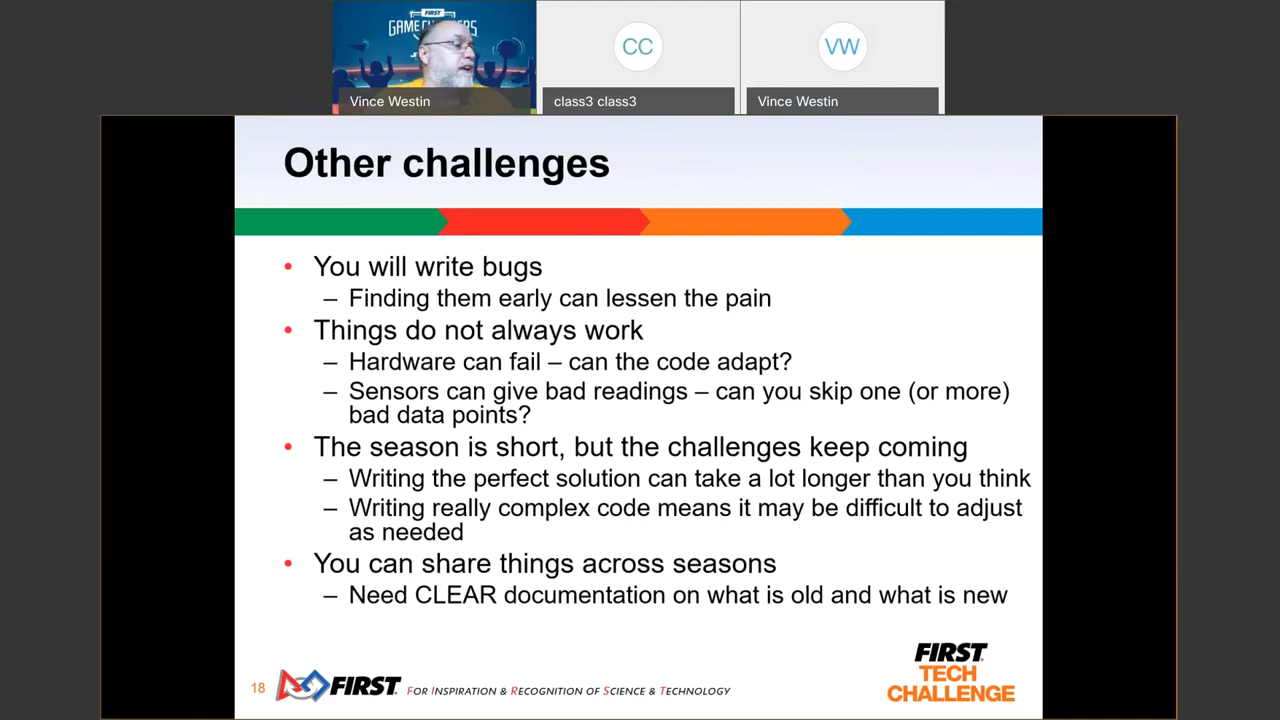 FIRST
GAME CHANGERS
CC
VW
Vince Westin
class3 class3
Vince Westin
Other challenges
• You will write bugs
– Finding them early can lessen the pain
• Things do not always work
– Hardware can fail – can the code adapt?
– Sensors can give bad readings – can you skip one (or more)
bad data points?
• The season is short, but the challenges keep coming
– Writing the perfect solution can take a lot longer than you think
– Writing really complex code means it may be difficult to adjust
as needed
• You can share things across seasons
– Need CLEAR documentation on what is old and what is new
18
FIRST
FOR INSPIRATION & RECOGNITION OF SCIENCE & TECHNOLOGY
FIRST
TECH
CHALLENGE